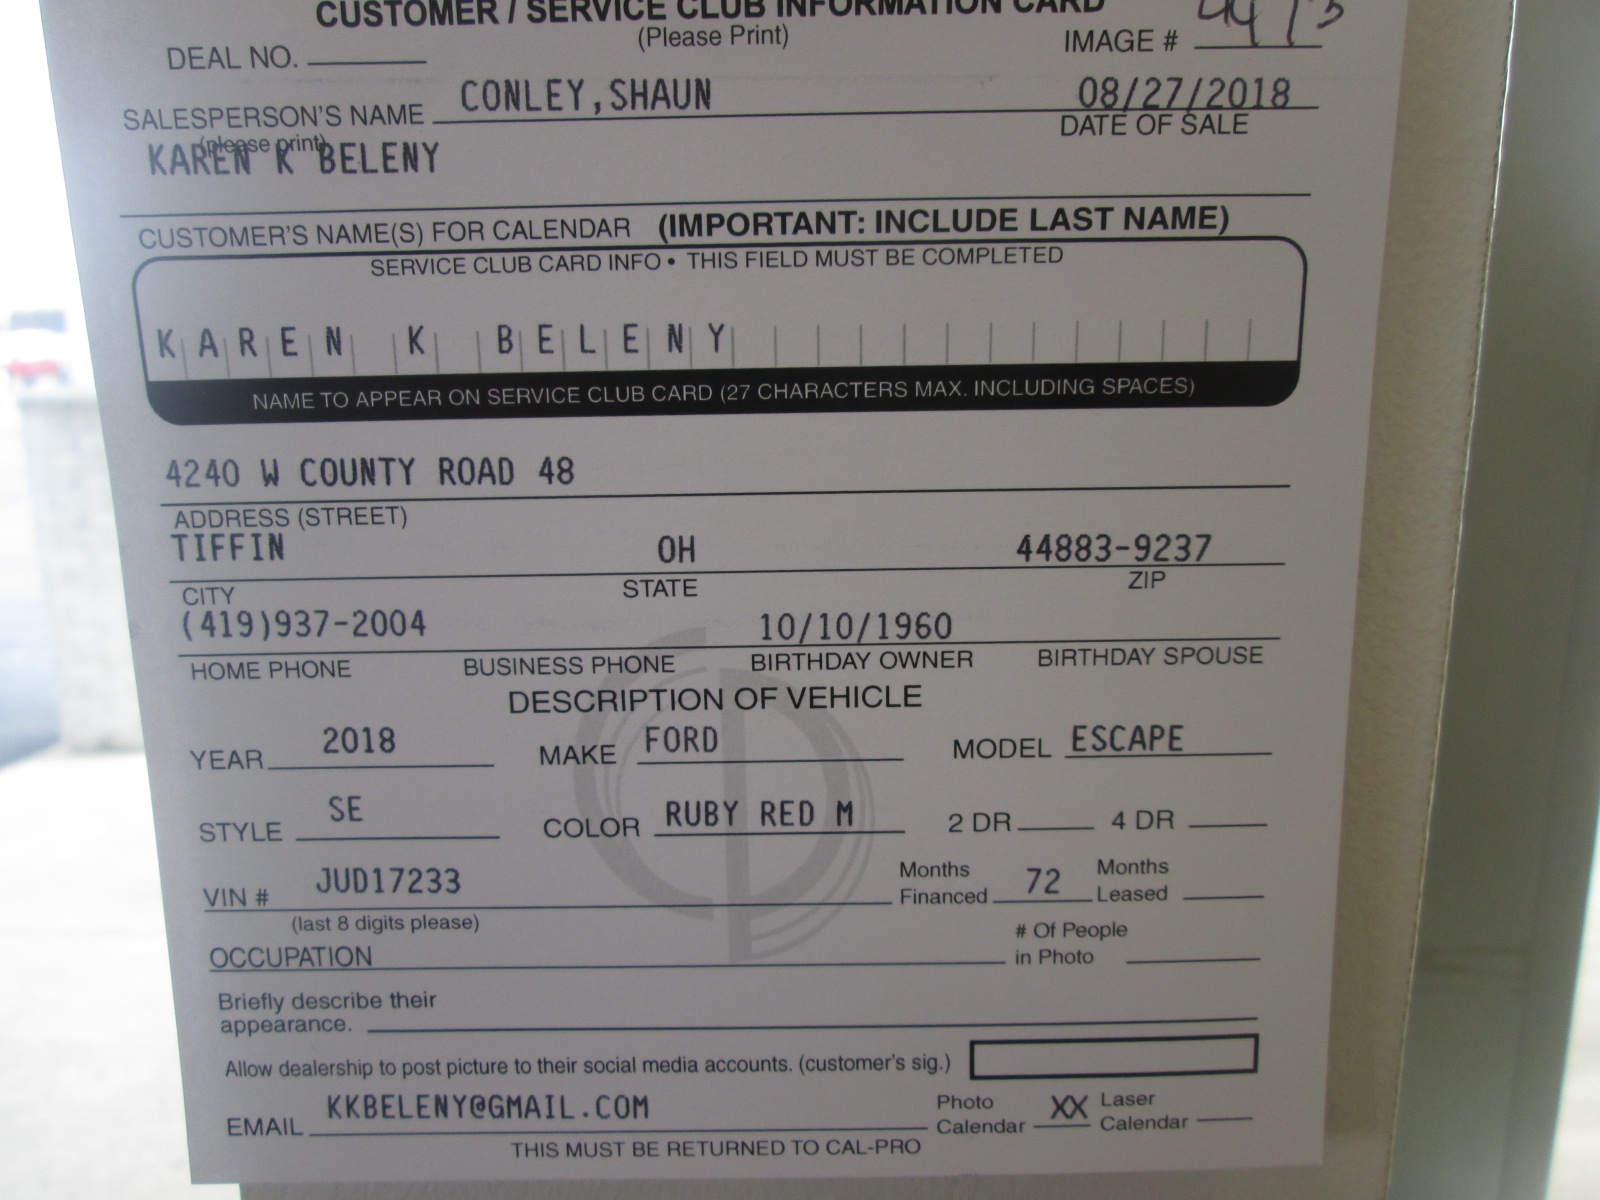 CUSTOMER / SERVICE CLUB INFORMATION CARD
(Please Print)
DEAL NO. IMAGE #
SALESPERSON'S NAME CONLEY,SHAUN 08/27/2018
(please print) DATE OF SALE
KAREN K BELENY
CUSTOMER'S NAME(S) FOR CALENDAR (IMPORTANT: INCLUDE LAST NAME)
SERVICE CLUB CARD INFO • THIS FIELD MUST BE COMPLETED
KAREN K BELENY
NAME TO APPEAR ON SERVICE CLUB CARD (27 CHARACTERS MAX. INCLUDING SPACES)
4240 W COUNTY ROAD 48
ADDRESS (STREET)
TIFFIN OH 44883-9237
CITY STATE ZIP
(419)937-2004 10/10/1960
HOME PHONE BUSINESS PHONE BIRTHDAY OWNER BIRTHDAY SPOUSE
DESCRIPTION OF VEHICLE
YEAR 2018 MAKE FORD MODEL ESCAPE
STYLE SE COLOR RUBY RED M 2 DR 4 DR
VIN # JUD17233 Months Financed 72 Months Leased
(last 8 digits please)
OCCUPATION # Of People in Photo
Briefly describe their
appearance.
Allow dealership to post picture to their social media accounts. (customer's sig.)
EMAIL KKBELENY@GMAIL.COM Photo Calendar XX Laser Calendar
THIS MUST BE RETURNED TO CAL-PRO